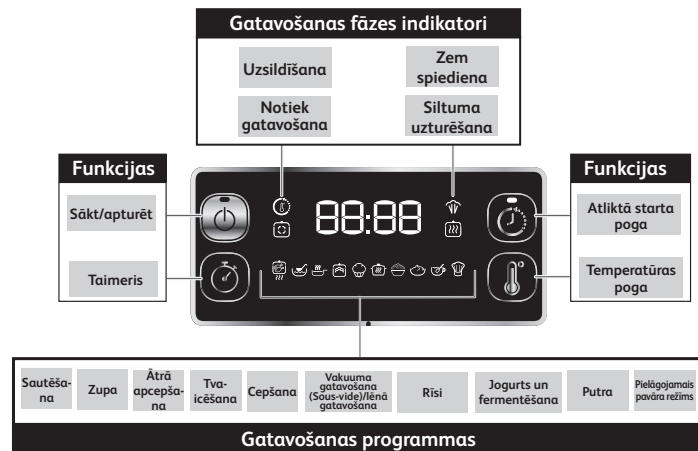 Gatavošanas fāzes indikatori
Uzsildīšana
Zem
spiediena
Notiek
gatavošana
Siltuma
uzturēšana
Funkcijas
Sākt/apturēt
Taimeris
88:88
Funkcijas
Atliktā starta
poga
Temperatūras
poga
Sautēša-
na
Zupa
Ātrā
apcepša-
na
Tva-
icēšana
Cepšana
Vakuuma
gatavošana
(Sous-vide)/lēnā
gatavošana
Rīsi
Jogurts un
fermentēšana
Putra
Pielāgojamais
pavāra režīms
Gatavošanas programmas